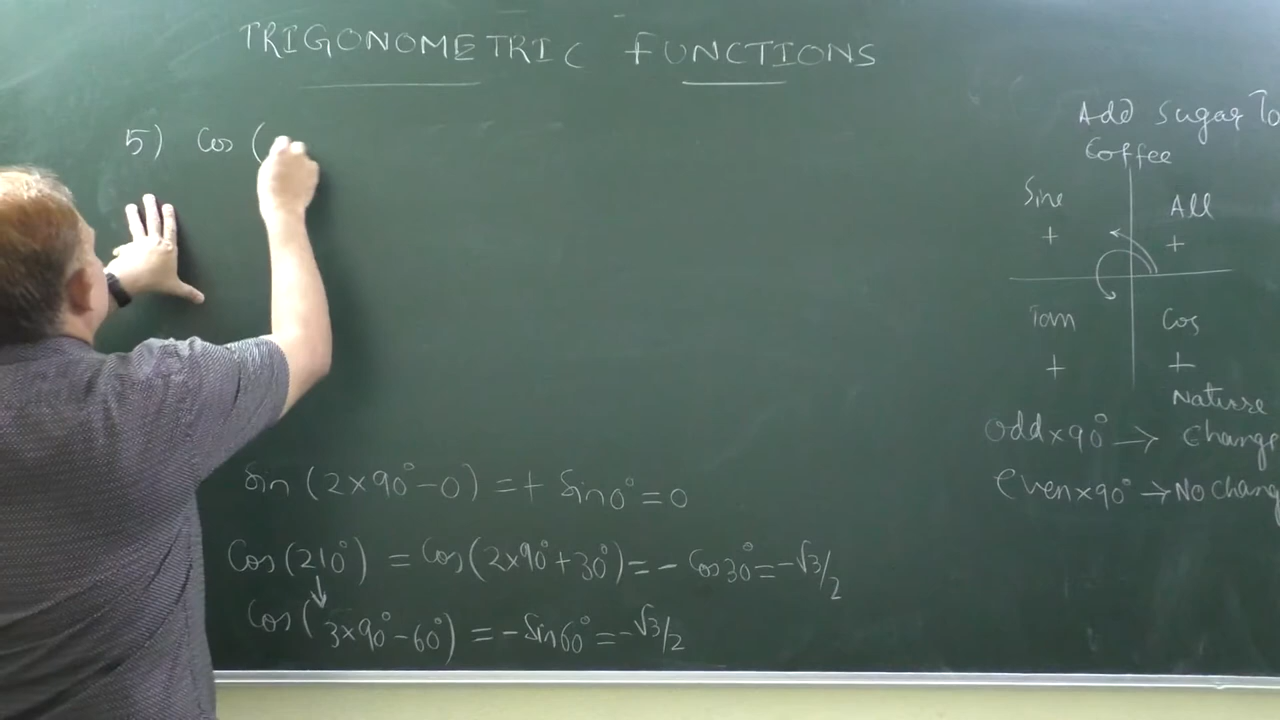 TRIGONOMETRIC FUNCTIONS
5) Cos (
Add Sugar To
Coffee
Sine
+
All
+
Tan
+
Cos
+
Nature
odd×90° → Change
Even×90° → No Chang
Sin (2×90°-0) = + Sin0° = 0
Cos(210°) = Cos(2×90°+30°) = - Cos30° = -√3/2
Cos(3×90°-60°) = -Sin60° = -√3/2